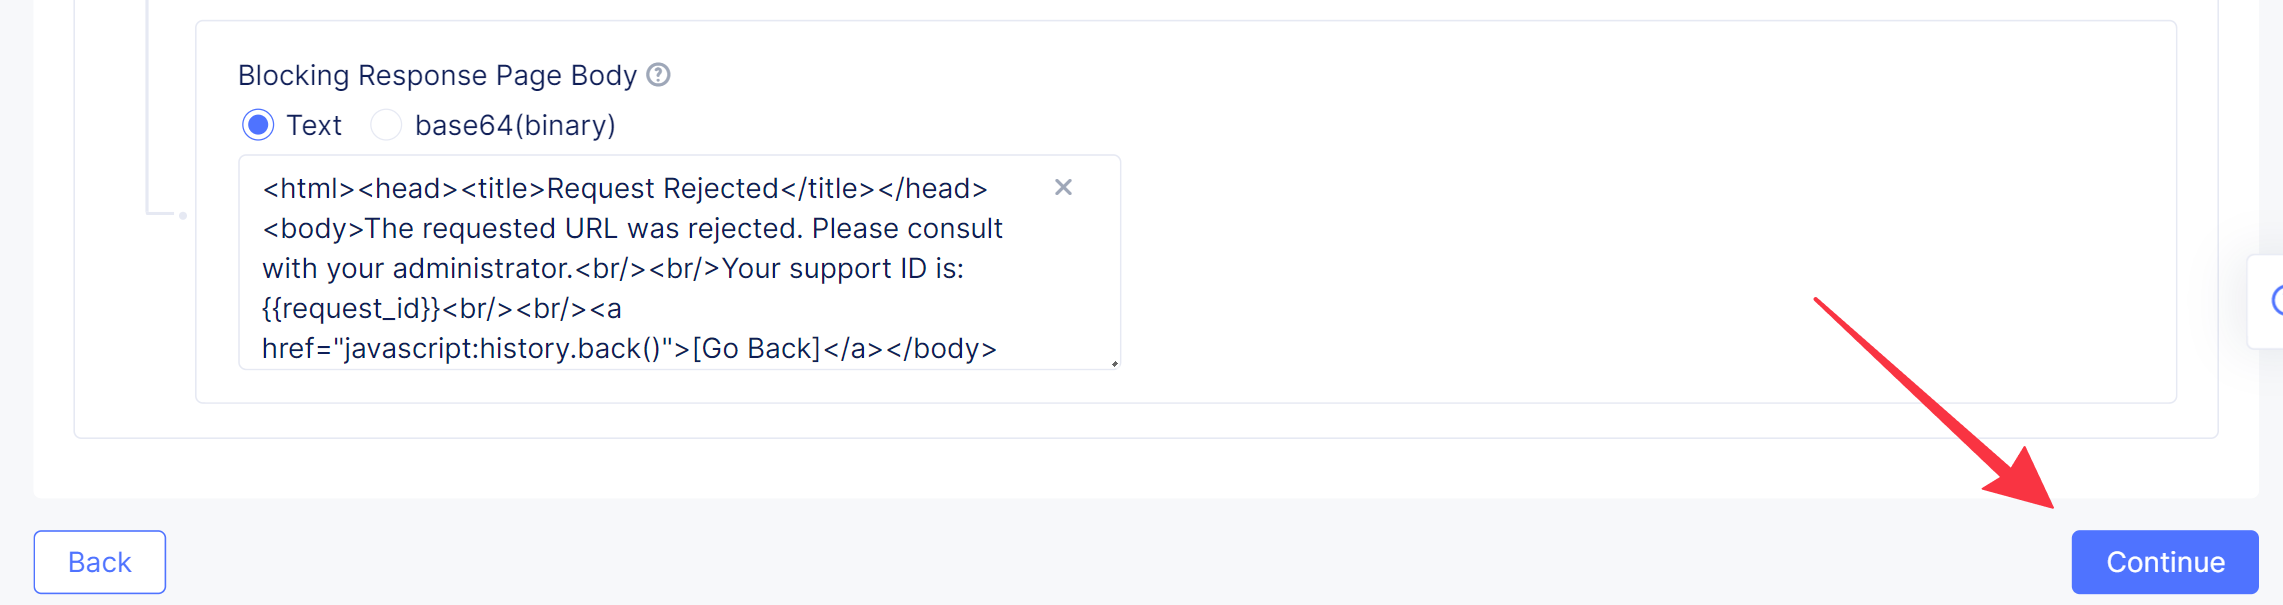 Blocking Response Page Body
Text base64(binary)
<html><head><title>Request Rejected</title></head>
<body>The requested URL was rejected. Please consult
with your administrator.<br/><br/>Your support ID is:
{{request_id}}<br/><br/><a
href="javascript:history.back()">[Go Back]</a></body>
Back Continue